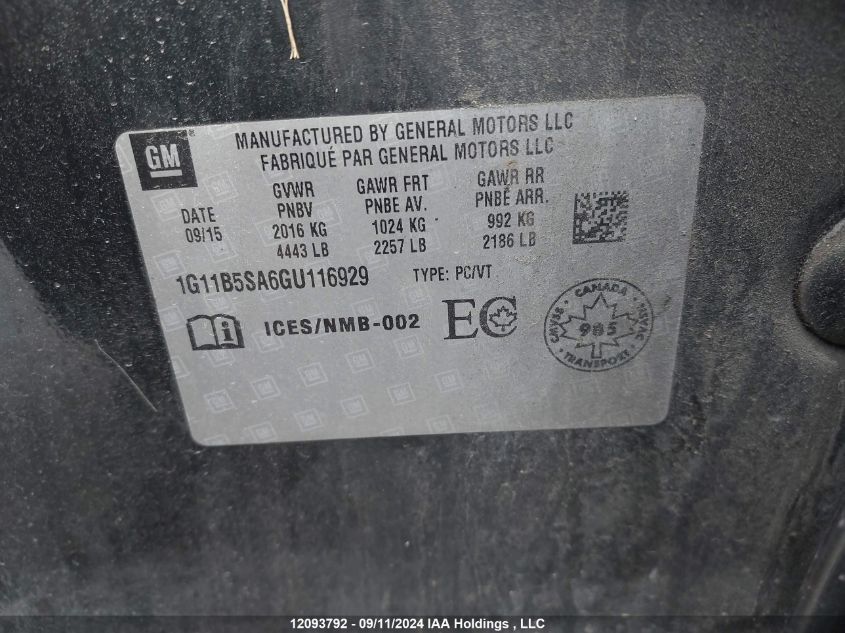 GM
MANUFACTURED BY GENERAL MOTORS LLC
FABRIQUÉ PAR GENERAL MOTORS LLC
DATE
09/15
GVWR
PNBV
2016 KG
4443 LB
GAWR FRT
PNBE AV.
1024 KG
2257 LB
GAWR RR
PNBE ARR.
992 KG
2186 LB
1G11B5SA6GU116929 TYPE: PC/VT
i ICES/NMB-002 EC
CANADA
CMVSS 985 NSVAC
TRANSPORT
12093792 - 09/11/2024 IAA Holdings , LLC